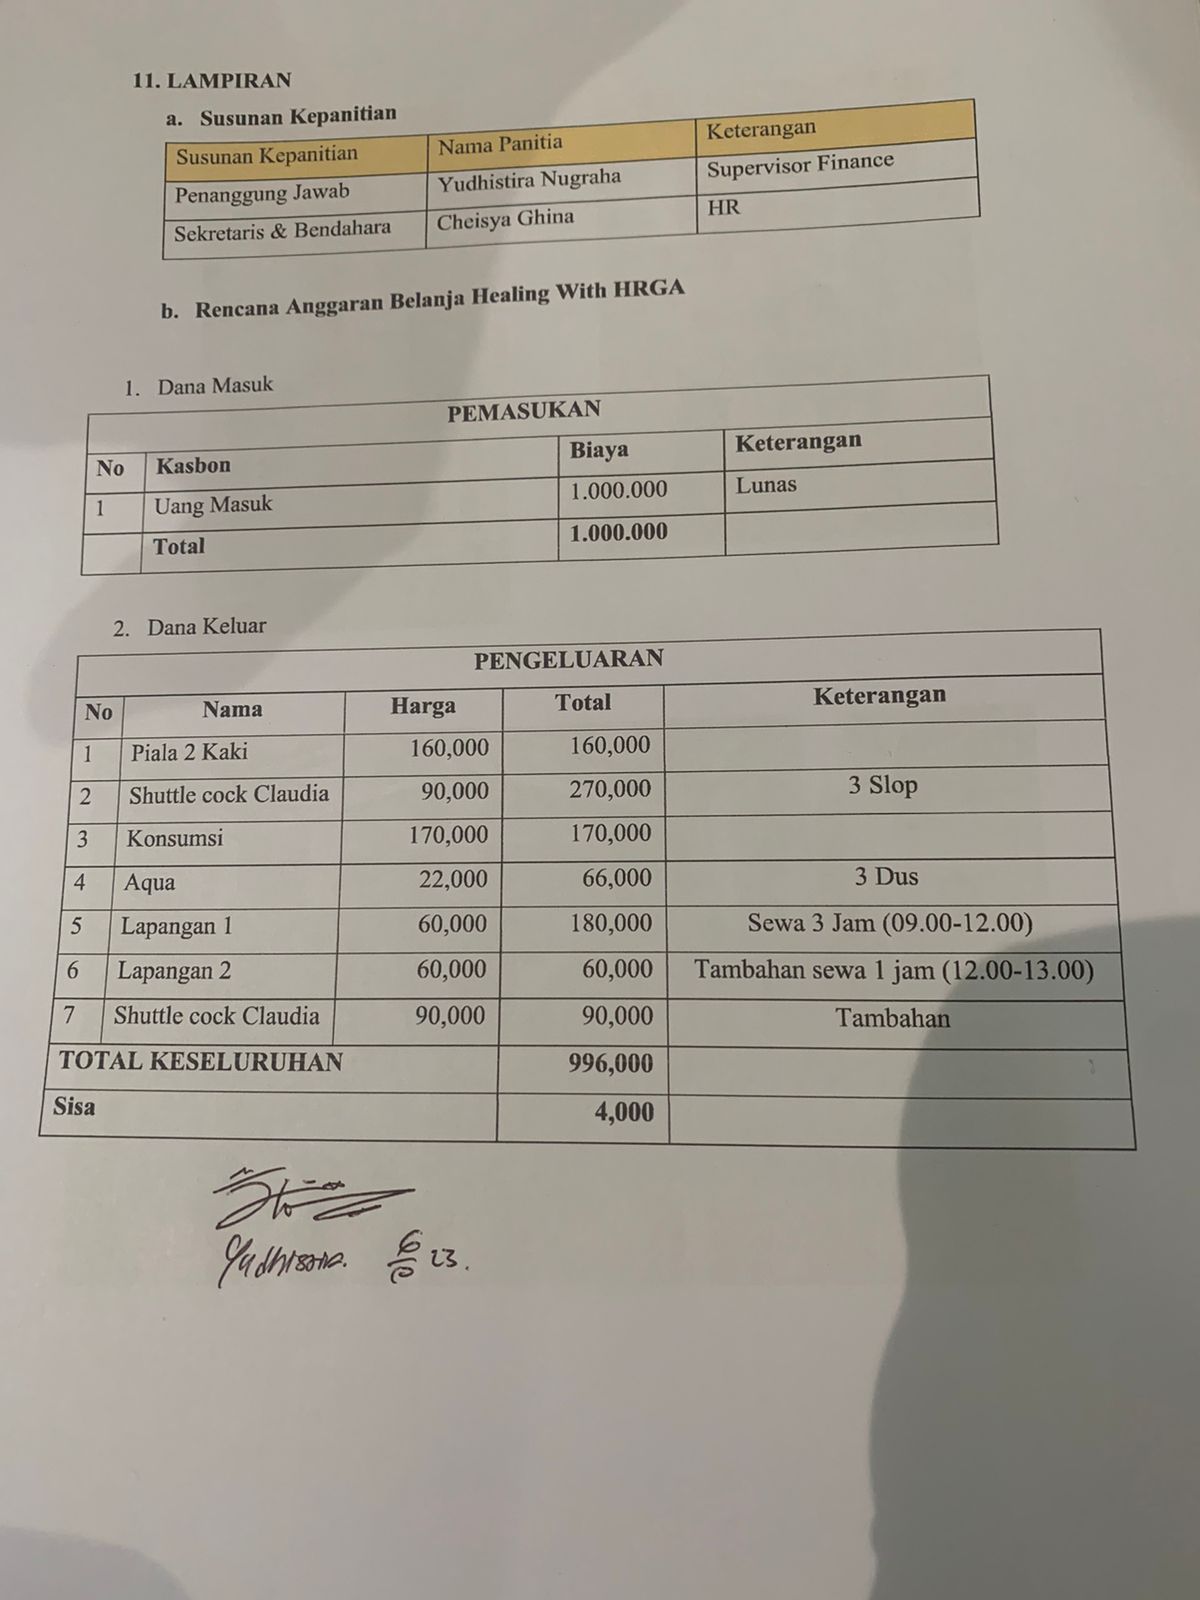 11. LAMPIRAN
a. Susunan Kepanitian
Susunan Kepanitian Nama Panitia Keterangan
Penanggung Jawab Yudhistira Nugraha Supervisor Finance
Sekretaris & Bendahara Cheisya Ghina HR
b. Rencana Anggaran Belanja Healing With HRGA
1. Dana Masuk
PEMASUKAN
No Kasbon Biaya Keterangan
1 Uang Masuk 1.000.000 Lunas
Total 1.000.000
2. Dana Keluar
PENGELUARAN
No Nama Harga Total Keterangan
1 Piala 2 Kaki 160,000 160,000
2 Shuttle cock Claudia 90,000 270,000 3 Slop
3 Konsumsi 170,000 170,000
4 Aqua 22,000 66,000 3 Dus
5 Lapangan 1 60,000 180,000 Sewa 3 Jam (09.00-12.00)
6 Lapangan 2 60,000 60,000 Tambahan sewa 1 jam (12.00-13.00)
7 Shuttle cock Claudia 90,000 90,000 Tambahan
TOTAL KESELURUHAN 996,000
Sisa 4,000
23.